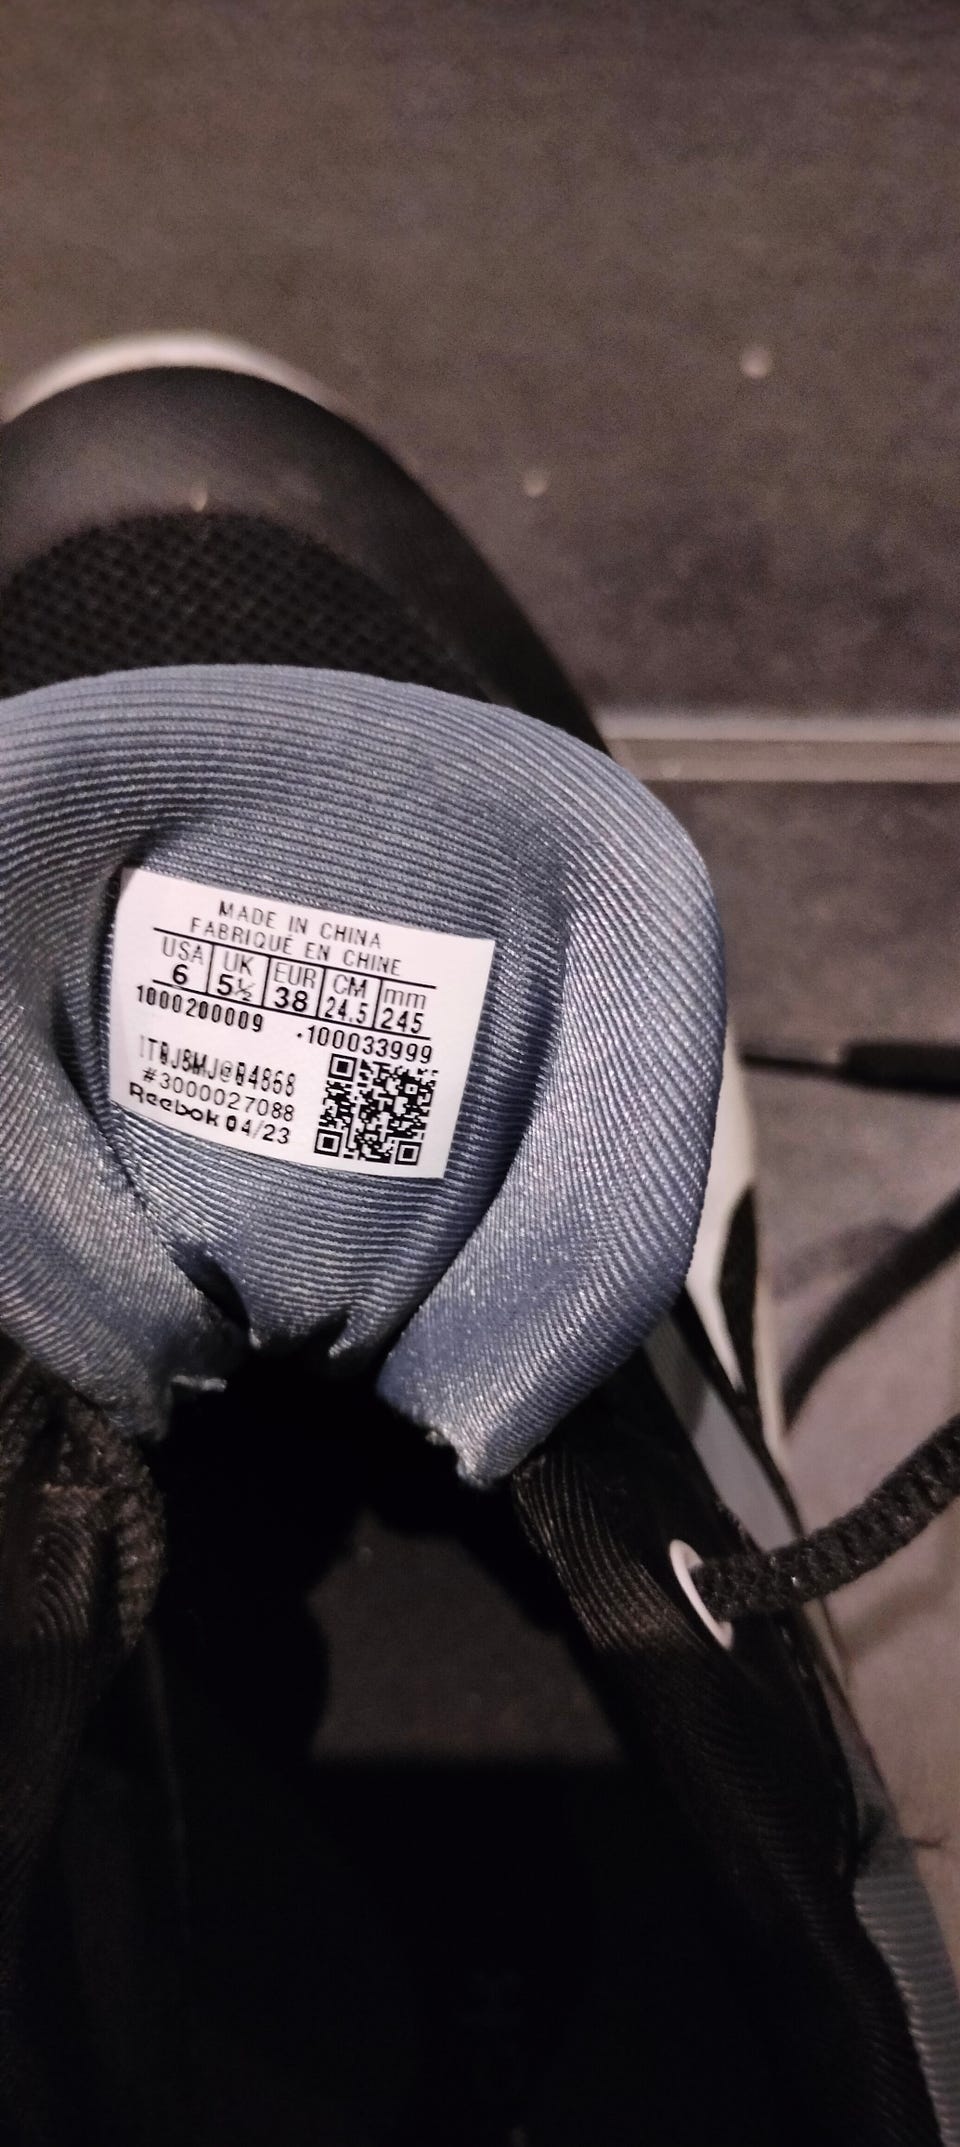 MADE IN CHINA
FABRIQUÉ EN CHINE
USA UK EUR CM mm
6 5½ 38 24.5 245
1000200009 +100033999
#3000027088
Reebok 04/23